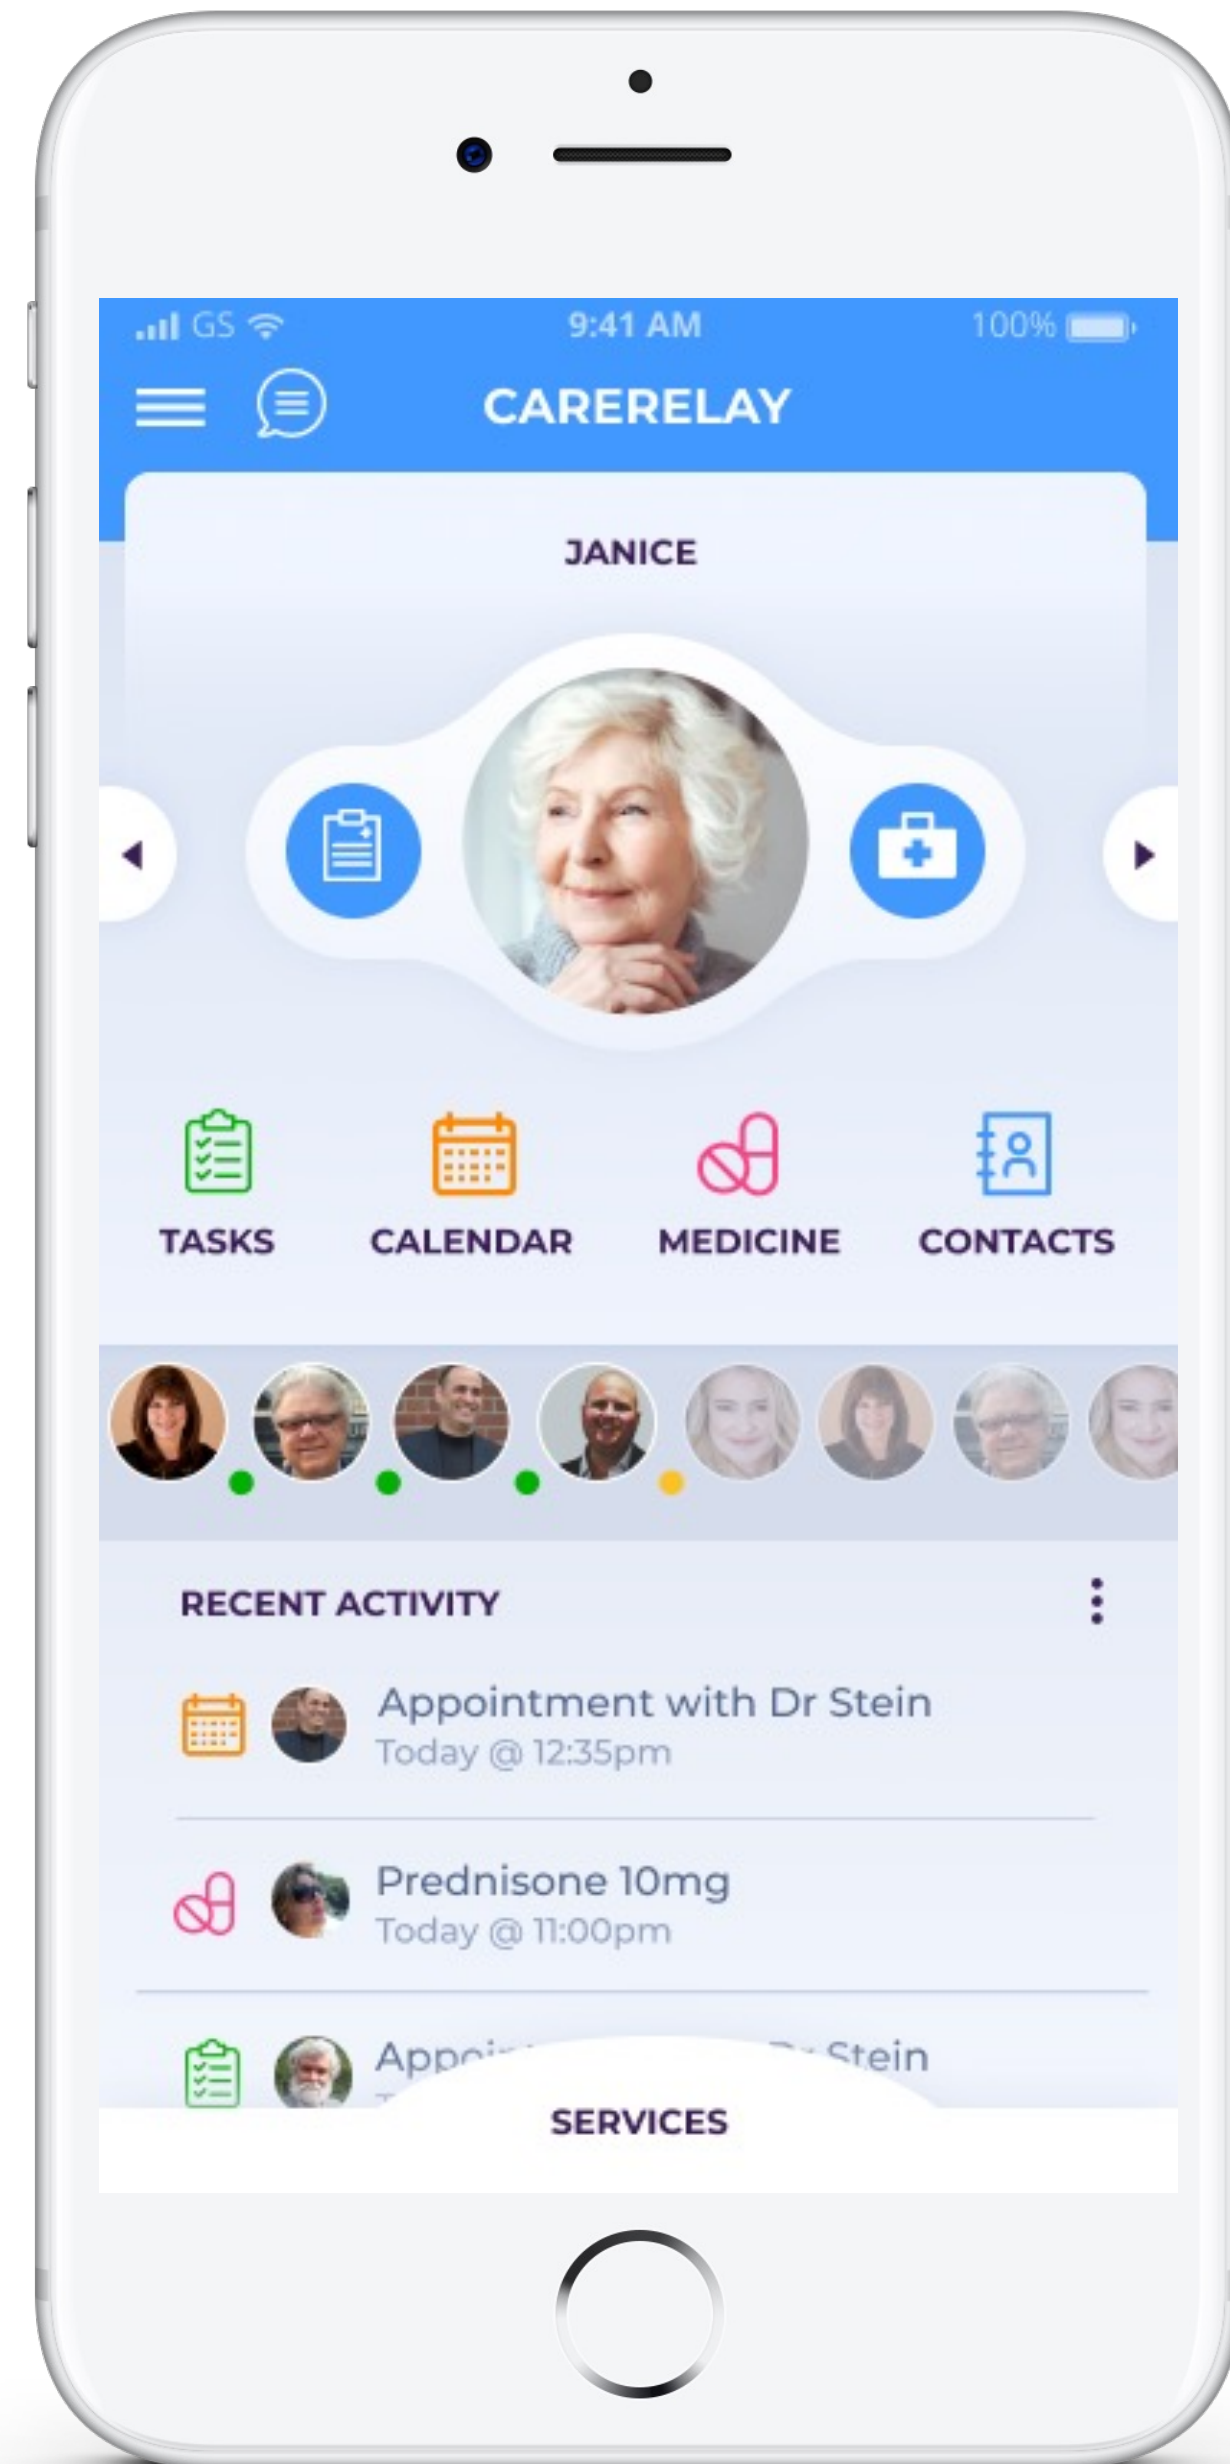 GS 9:41 AM 100%
CARERELAY
JANICE
TASKS CALENDAR MEDICINE CONTACTS
RECENT ACTIVITY
Appointment with Dr Stein
Today @ 12:35pm
Prednisone 10mg
Today @ 11:00pm
Stein
SERVICES